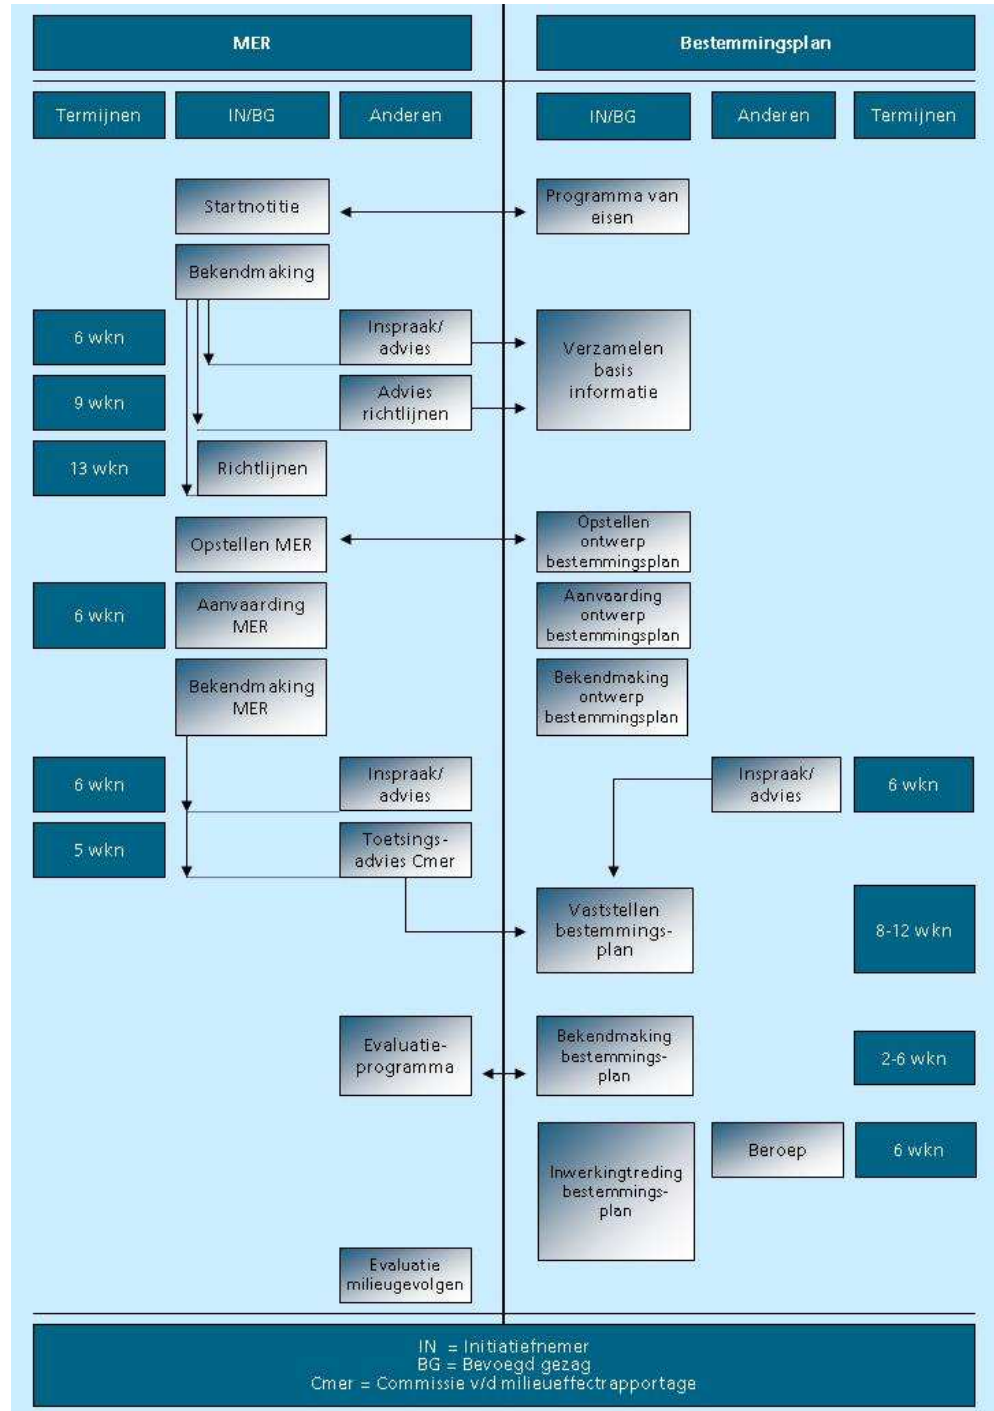 MER
Bestemmingsplan
Termijnen
IN/BG
Anderen
IN/BG
Anderen
Termijnen
Startnotitie
Programma van
eisen
Bekendmaking
6 wkn
Inspraak/
advies
Verzamelen
basis
informatie
9 wkn
Advies
richtlijnen
13 wkn
Richtlijnen
Opstellen MER
Opstellen
ontwerp
bestemmingsplan
6 wkn
Aanvaarding
MER
Aanvaarding
ontwerp
bestemmingsplan
Bekendmaking
MER
Bekendmaking
ontwerp
bestemmingsplan
6 wkn
Inspraak/
advies
Inspraak/
advies
6 wkn
5 wkn
Toetsings-
advies Cmer
Vaststellen
bestemmings-
plan
8-12 wkn
Evaluatie-
programma
Bekendmaking
bestemmings-
plan
2-6 wkn
Inwerkingtreding
bestemmings-
plan
Beroep
6 wkn
Evaluatie
milieugevolgen
IN = Initiatiefnemer
BG = Bevoegd gezag
Cmer = Commissie v/d milieueffectrapportage